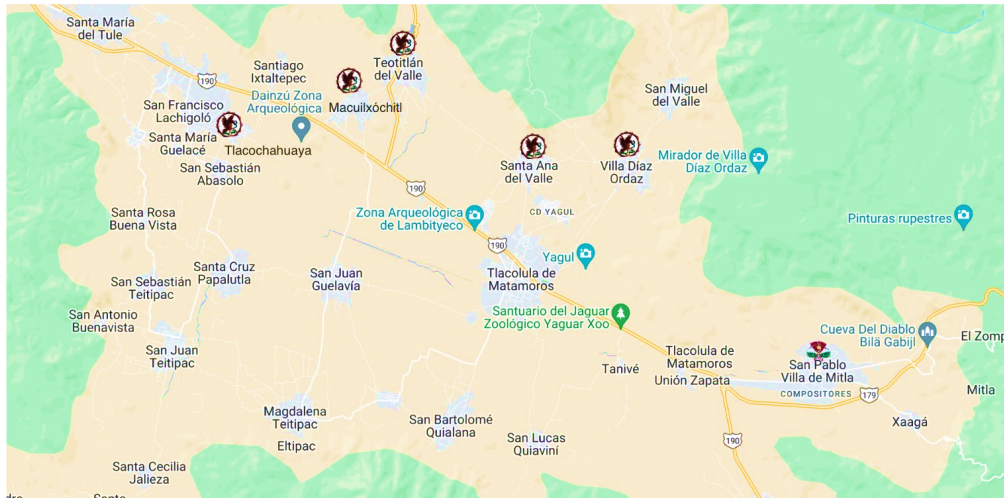 Santa María
del Tule
Teotitlán
del Valle
Santiago
Ixtaltepec
190
San Miguel
del Valle
Dainzú Zona
Arqueológica
Macuilxóchitl
San Francisco
Lachigoló
Santa María
Guelacé
Tlacochahuaya
San Sebastián
Abasolo
Santa Ana
del Valle
Villa Díaz
Ordaz
Mirador de Villa
Díaz Ordaz
190
Santa Rosa
Buena Vista
Zona Arqueológica
de Lambityeco
CD YAGUL
Pinturas rupestres
190
Yagul
Santa Cruz
Papalutla
San Juan
Guelavía
Tlacolula de
Matamoros
San Sebastián
Teitipac
San Antonio
Buenavista
Santuario del Jaguar
Zoológico Yaguar Xoo
Cueva Del Diablo
Bilä Gabijl
El Zomp
San Juan
Teitipac
Tlacolula de
Matamoros
Tanivé
Unión Zapata
San Pablo
Villa de Mitla
COMPOSITORES
179
Mitla
Magdalena
Teitipac
Eltipac
San Bartolomé
Quialana
San Lucas
Quiaviní
190
Xaagá
Santa Cecilia
Jalieza